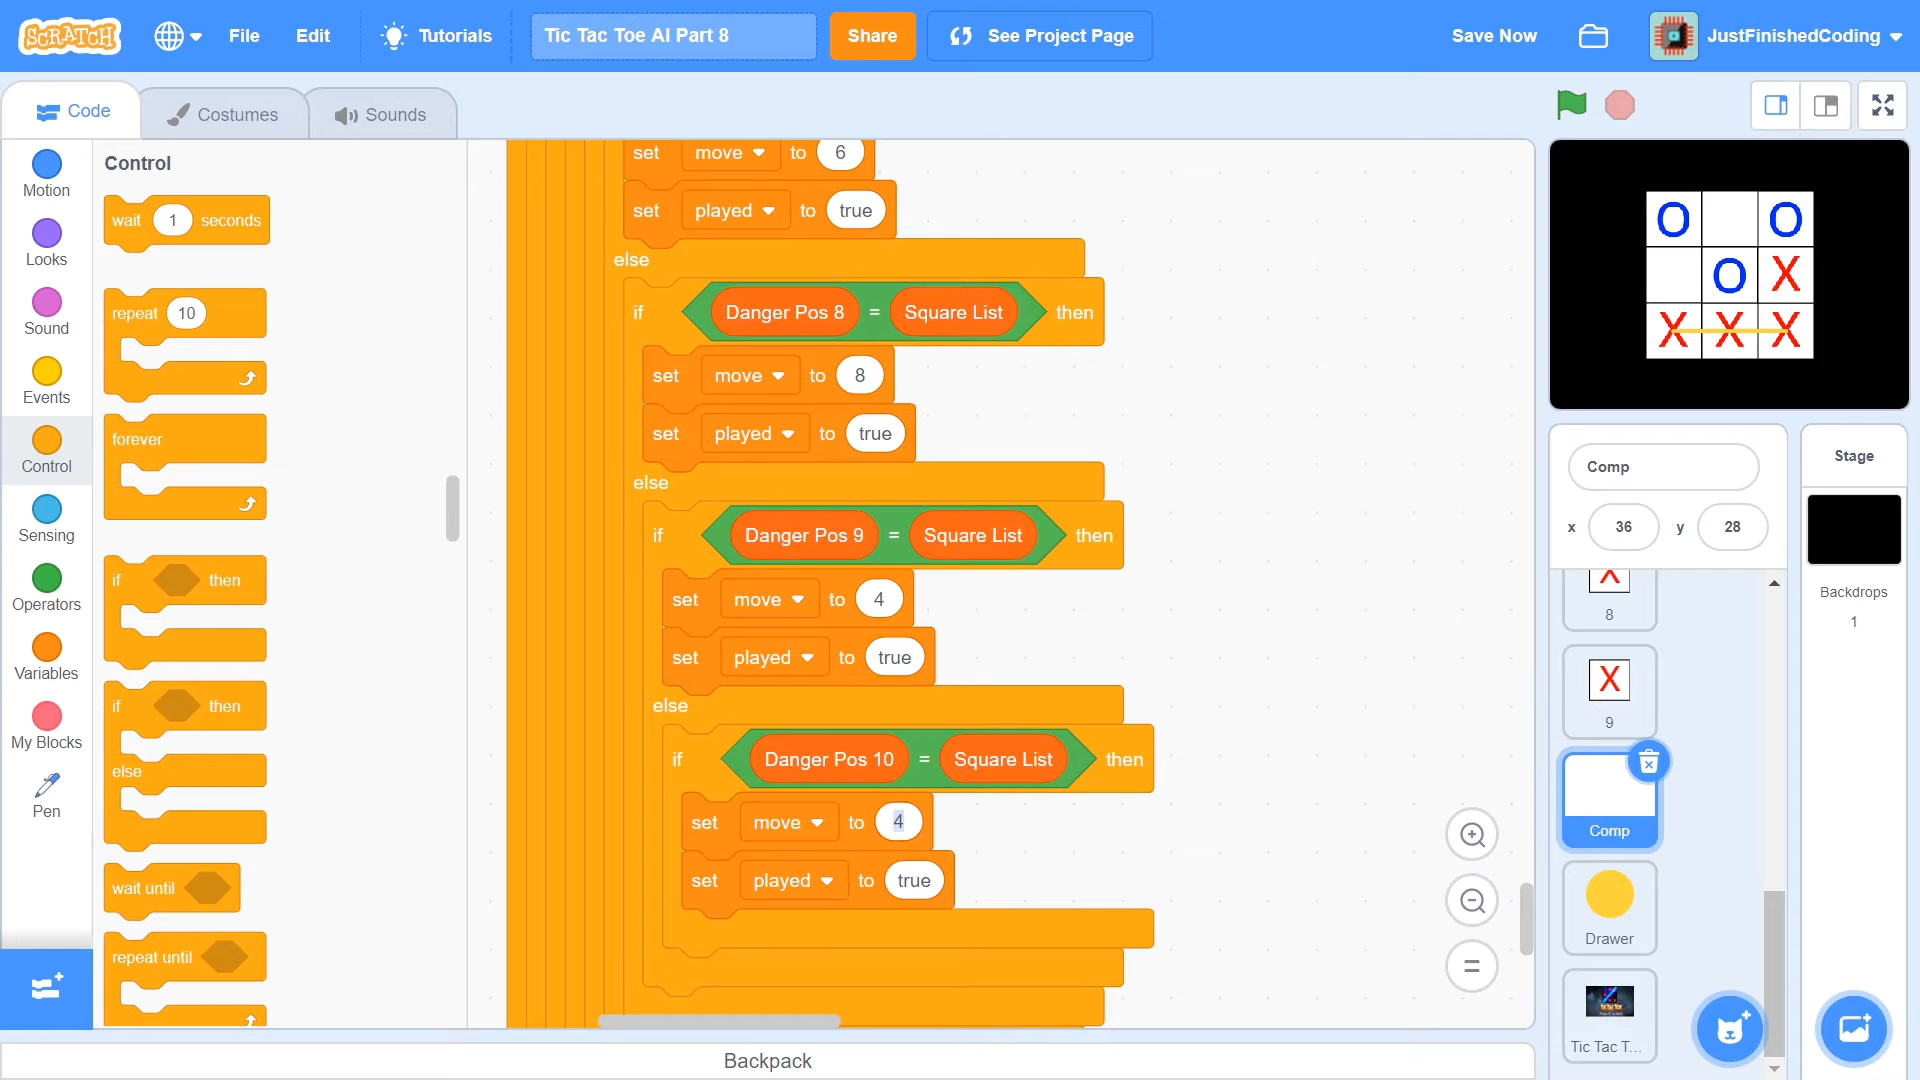 SCRATCH File Edit Tutorials Tic Tac Toe AI Part 8 Share See Project Page Save Now JustFinishedCoding
Code Costumes Sounds
Motion
Looks
Sound
Events
Control
Sensing
Operators
Variables
My Blocks
Pen
Control
wait 1 seconds
repeat 10
forever
if then
if then
else
wait until
repeat until
set move to 6
set played to true
else
if Danger Pos 8 = Square List then
set move to 8
set played to true
else
if Danger Pos 9 = Square List then
set move to 4
set played to true
else
if Danger Pos 10 = Square List then
set move to 4
set played to true
O O
O X
X X X
Comp
x 36 y 28
X
8
X
9
Comp
Drawer
Tic Tac T...
Stage
Backdrops
1
Backpack